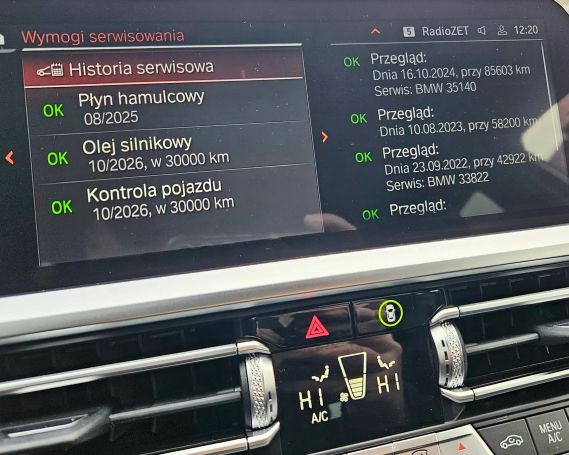 Wymogi serwisowania
5 RadioZET 12:20
Historia serwisowa
OK Płyn hamulcowy
08/2025
OK Olej silnikowy
10/2026, w 30000 km
OK Kontrola pojazdu
10/2026, w 30000 km
OK Przegląd:
Dnia 16.10.2024, przy 85603 km
Serwis: BMW 35140
OK Przegląd:
Dnia 10.08.2023, przy 58200 km
OK Przegląd:
Dnia 23.09.2022, przy 42922 km
Serwis: BMW 33822
OK Przegląd:
HI HI
A/C
MENU
A/C